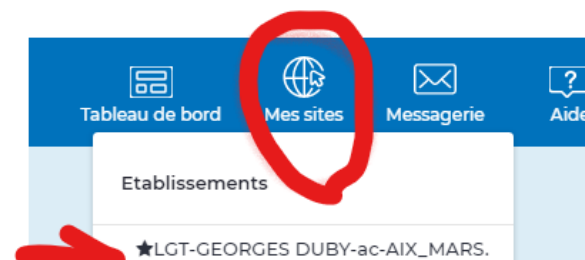 Tableau de bord Mes sites Messagerie Aide
Etablissements
★LGT-GEORGES DUBY-ac-AIX_MARS.